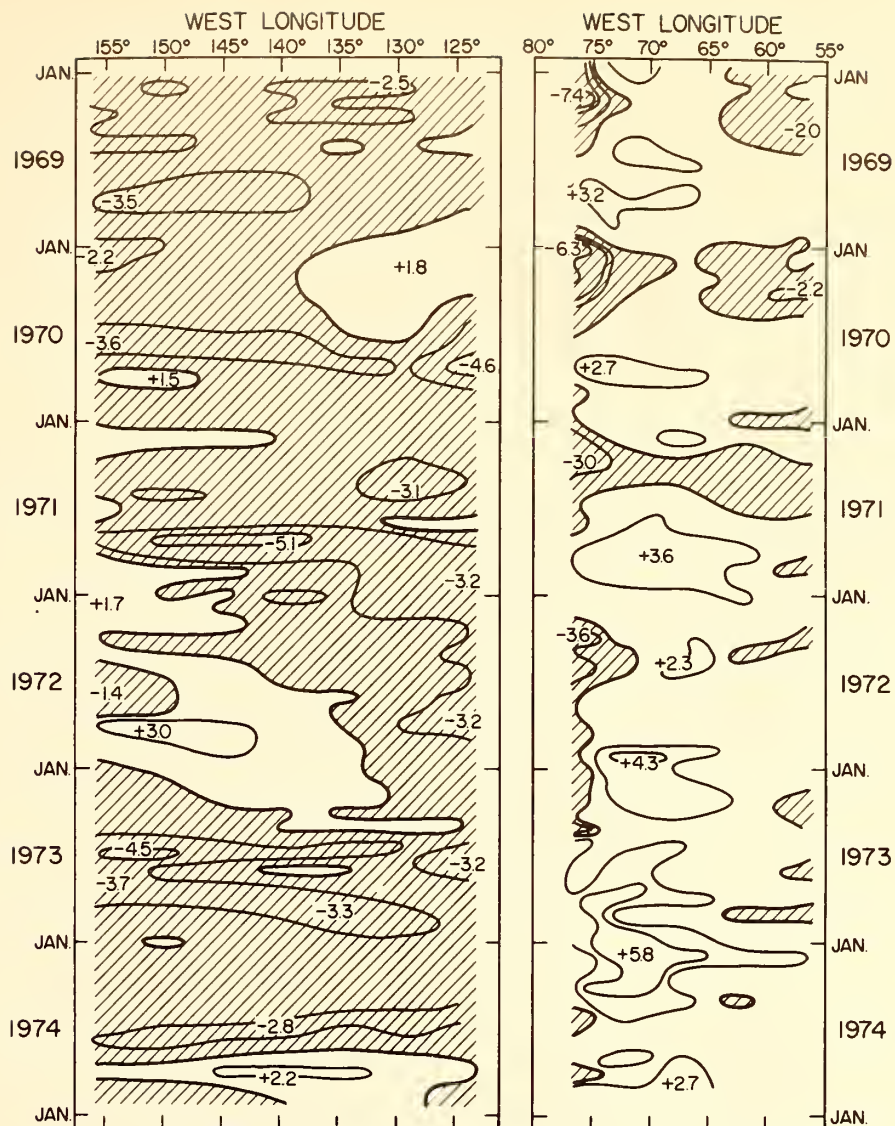 WEST LONGITUDE
155° 150° 145° 140° 135° 130° 125°
JAN.
1969
JAN.
1970
JAN.
1971
JAN.
1972
JAN.
1973
JAN.
1974
JAN.
-2.5
-3.5
-2.2
+1.8
-3.6
-4.6
+1.5
-3.1
-5.1
-3.2
+1.7
-1.4
-3.2
+3.0
-4.5
-3.2
-3.7
-3.3
-2.8
+2.2
WEST LONGITUDE
80° 75° 70° 65° 60° 55°
-7.4
-2.0
+3.2
-6.3
-2.2
+2.7
-3.0
+3.6
-3.6
+2.3
+4.3
+5.8
+2.7
JAN
1969
JAN.
1970
JAN.
1971
JAN.
1972
JAN.
1973
JAN.
1974
JAN.